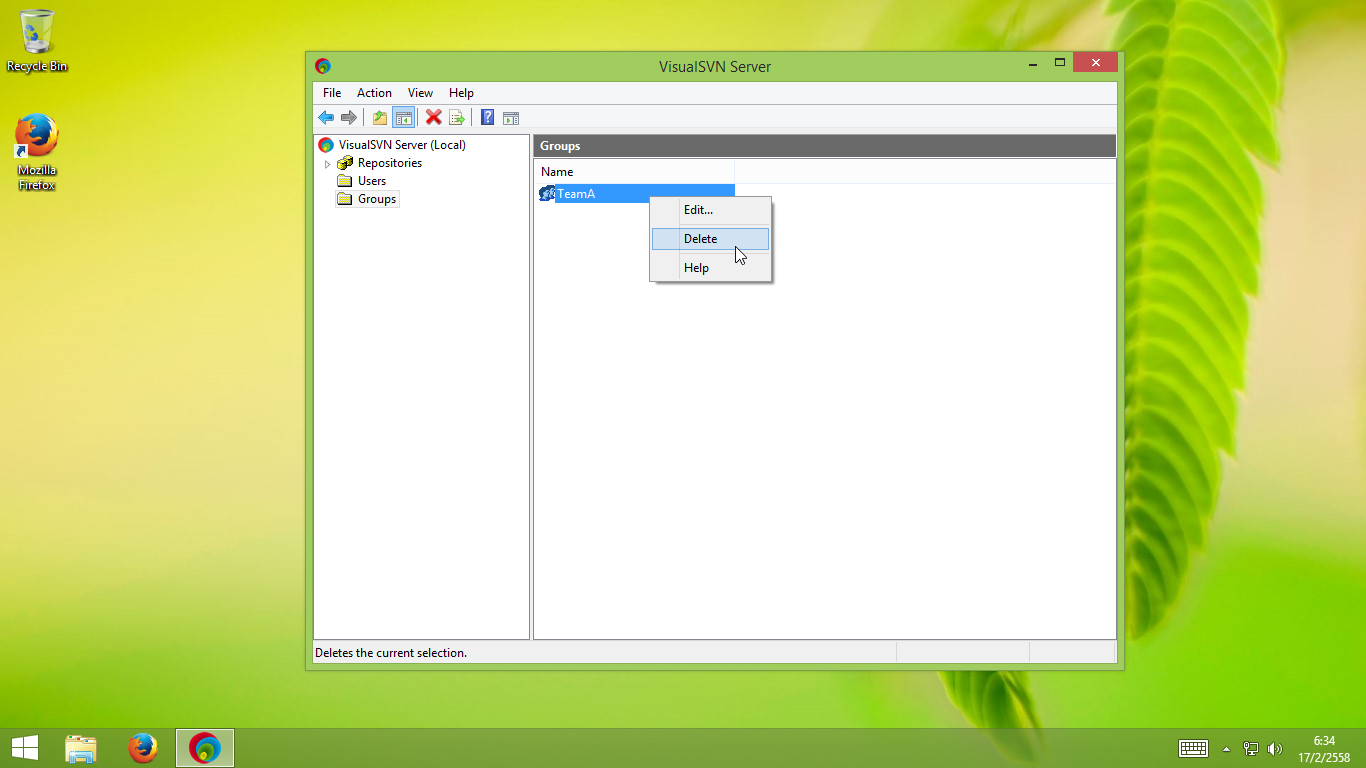 Recycle Bin
Mozilla
Firefox
VisualSVN Server
File Action View Help
VisualSVN Server (Local)
Repositories
Users
Groups
Groups
Name
TeamA
Edit...
Delete
Help
Deletes the current selection.
6:34
17/2/2558